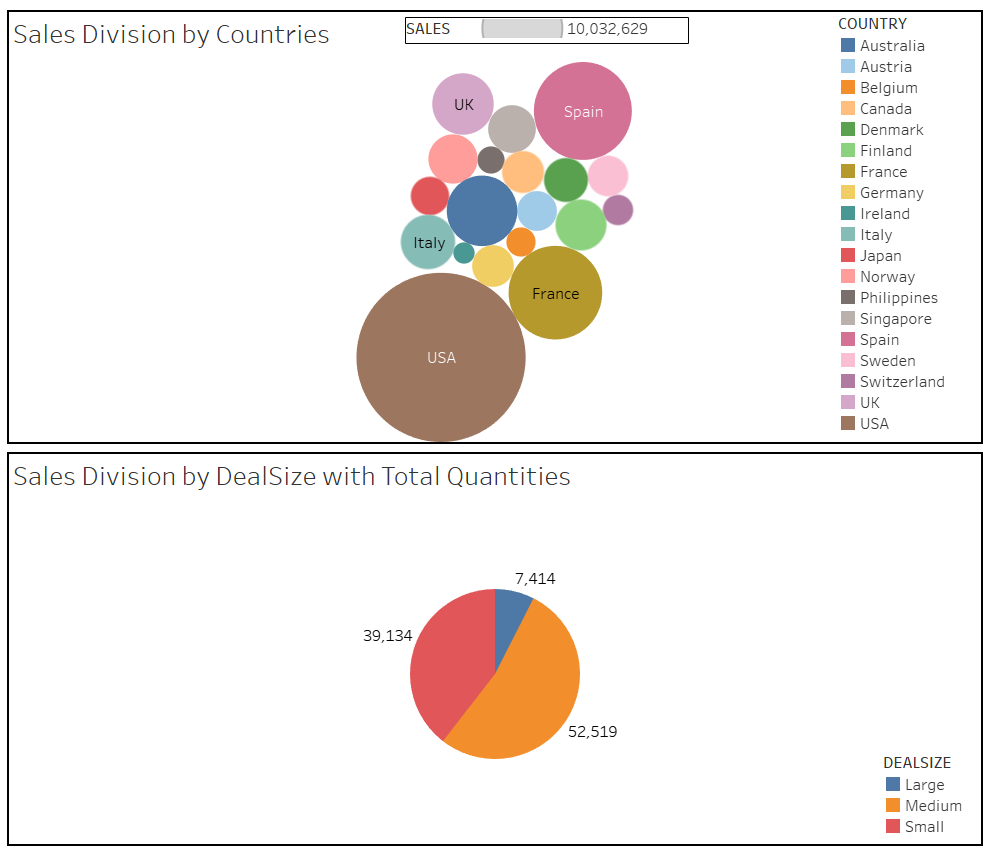 Sales Division by Countries
SALES 10,032,629
COUNTRY
Australia
Austria
Belgium
Canada
Denmark
Finland
France
Germany
Ireland
Italy
Japan
Norway
Philippines
Singapore
Spain
Sweden
Switzerland
UK
USA
UK
Spain
Italy
France
USA
Sales Division by DealSize with Total Quantities
7,414
39,134
52,519
DEALSIZE
Large
Medium
Small